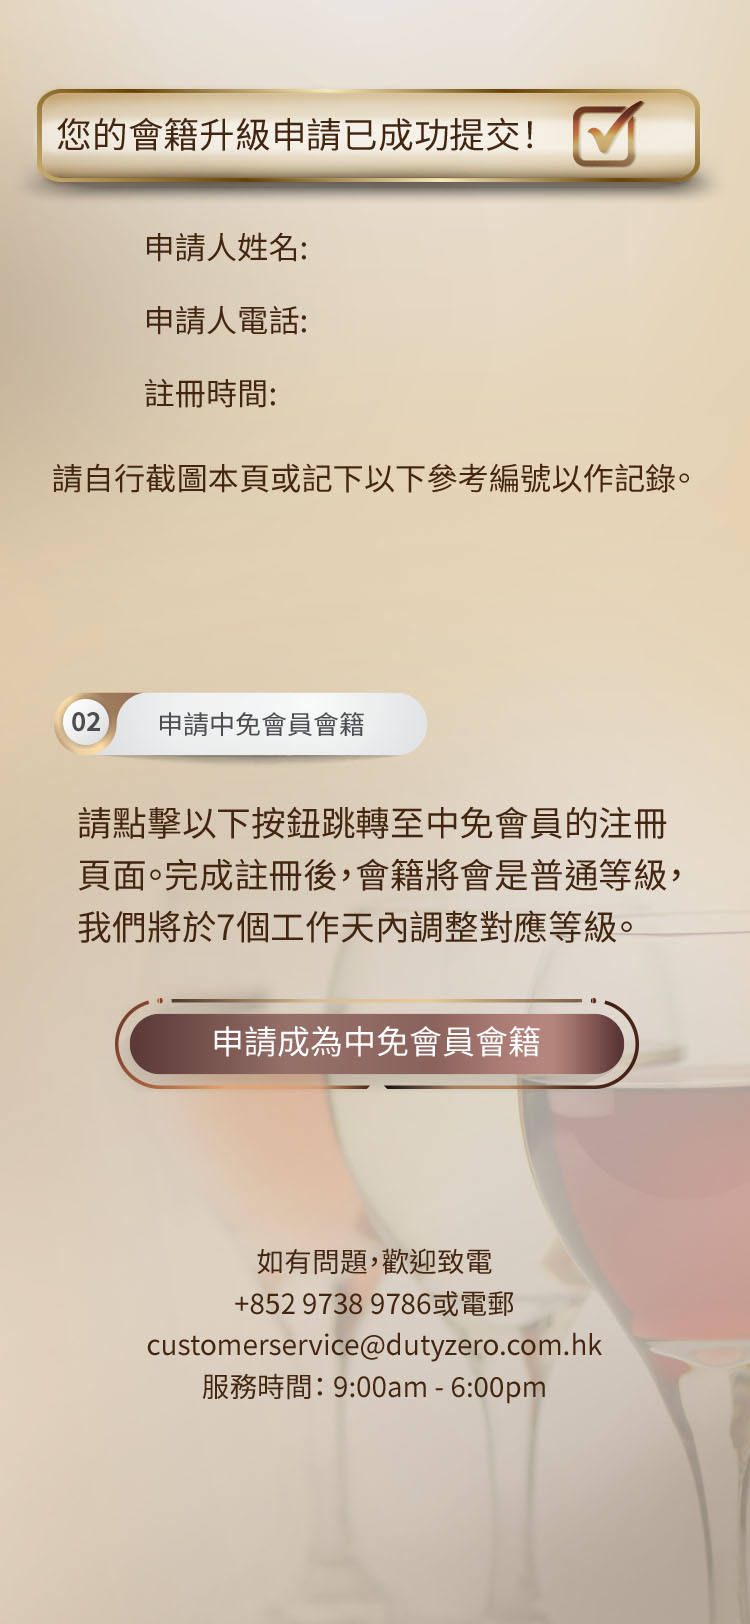 您的會籍升級申請已成功提交！
申請人姓名:
申請人電話:
註冊時間:
請自行截圖本頁或記下以下參考編號以作記錄。
02
申請中免會員會籍
請點擊以下按鈕跳轉至中免會員的注冊
頁面。完成註冊後，會籍將會是普通等級，
我們將於7個工作天內調整對應等級。
申請成為中免會員會籍
如有問題，歡迎致電
+852 9738 9786或電郵
customerservice@dutyzero.com.hk
服務時間：9:00am - 6:00pm